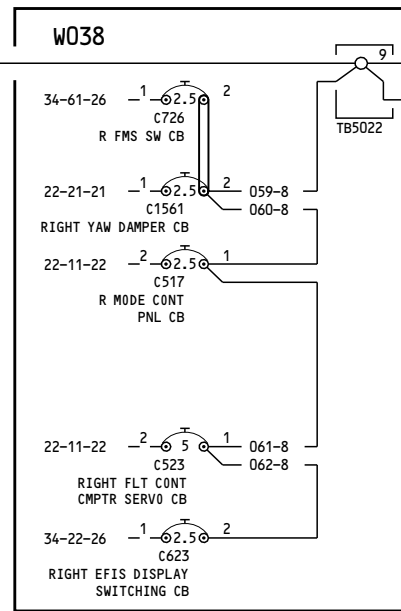 W038
9
TB5022
34-61-26 1 2.5 2
C726
R FMS SW CB
22-21-21 1 2.5 2 059-8
060-8
C1561
RIGHT YAW DAMPER CB
22-11-22 2 2.5 1
C517
R MODE CONT
PNL CB
22-11-22 2 5 1 061-8
062-8
C523
RIGHT FLT CONT
CMPTR SERVO CB
34-22-26 1 2.5 2
C623
RIGHT EFIS DISPLAY
SWITCHING CB